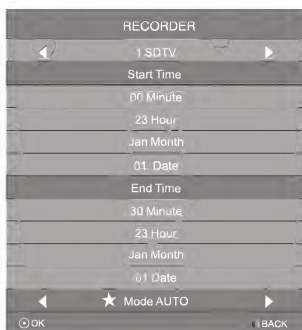 RECORDER
1 SDTV
Start Time
00 Minute
23 Hour
Jan Month
01 Date
End Time
30 Minute
23 Hour
Jan Month
01 Date
Mode AUTO
OK
BACK